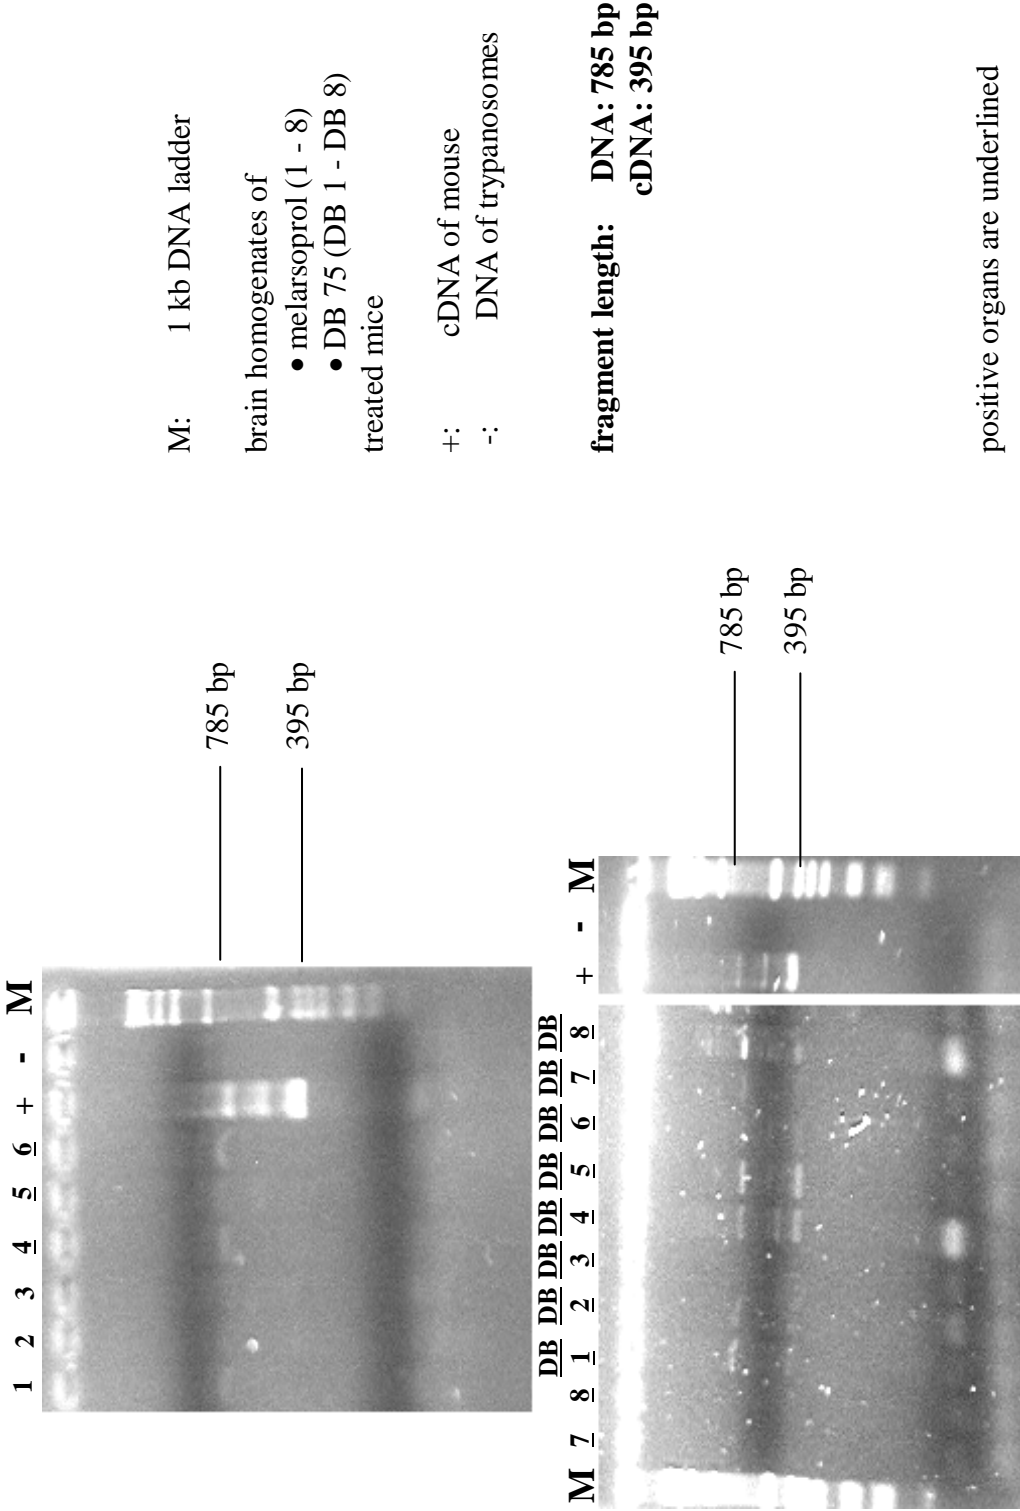 1 2 3 4 5 6 + - M
785 bp
395 bp
DB DB DB DB DB DB DB DB
M 7 8 1 2 3 4 5 6 7 8 + - M
785 bp
395 bp
M: 1 kb DNA ladder
brain homogenates of
• melarsoprol (1 - 8)
• DB 75 (DB 1 - DB 8)
treated mice
+: cDNA of mouse
-: DNA of trypanosomes
fragment length: DNA: 785 bp
cDNA: 395 bp
positive organs are underlined